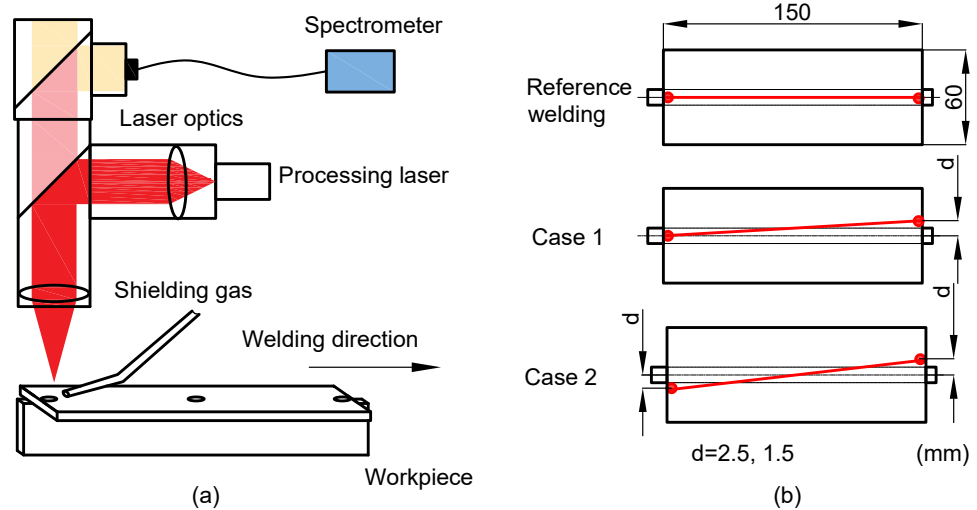 Spectrometer
Laser optics
Processing laser
Shielding gas
Welding direction
Workpiece
(a)
150
Reference
welding
60
d
Case 1
d
d
Case 2
d=2.5, 1.5
(mm)
(b)